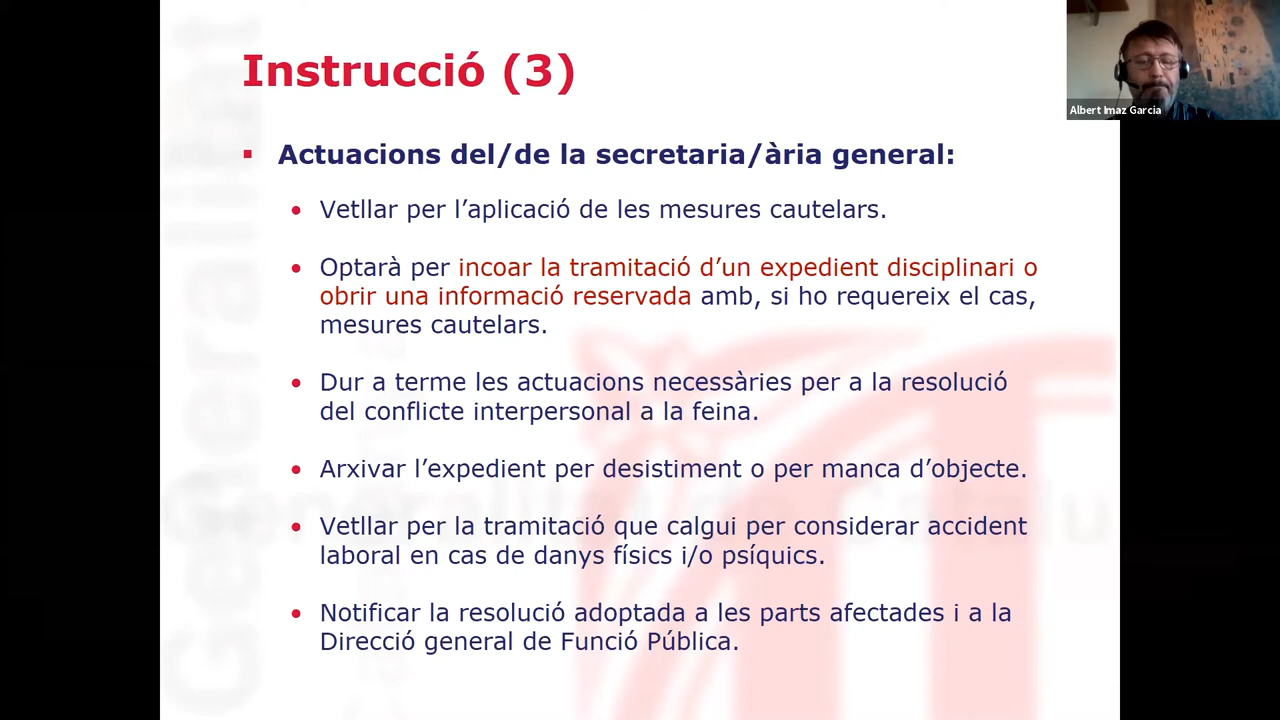 Instrucció (3)
Albert Imaz Garcia
Actuacions del/de la secretaria/ària general:
Vetllar per l’aplicació de les mesures cautelars.
Optarà per incoar la tramitació d’un expedient disciplinari o
obrir una informació reservada amb, si ho requereix el cas,
mesures cautelars.
Dur a terme les actuacions necessàries per a la resolució
del conflicte interpersonal a la feina.
Arxivar l’expedient per desistiment o per manca d’objecte.
Vetllar per la tramitació que calgui per considerar accident
laboral en cas de danys físics i/o psíquics.
Notificar la resolució adoptada a les parts afectades i a la
Direcció general de Funció Pública.